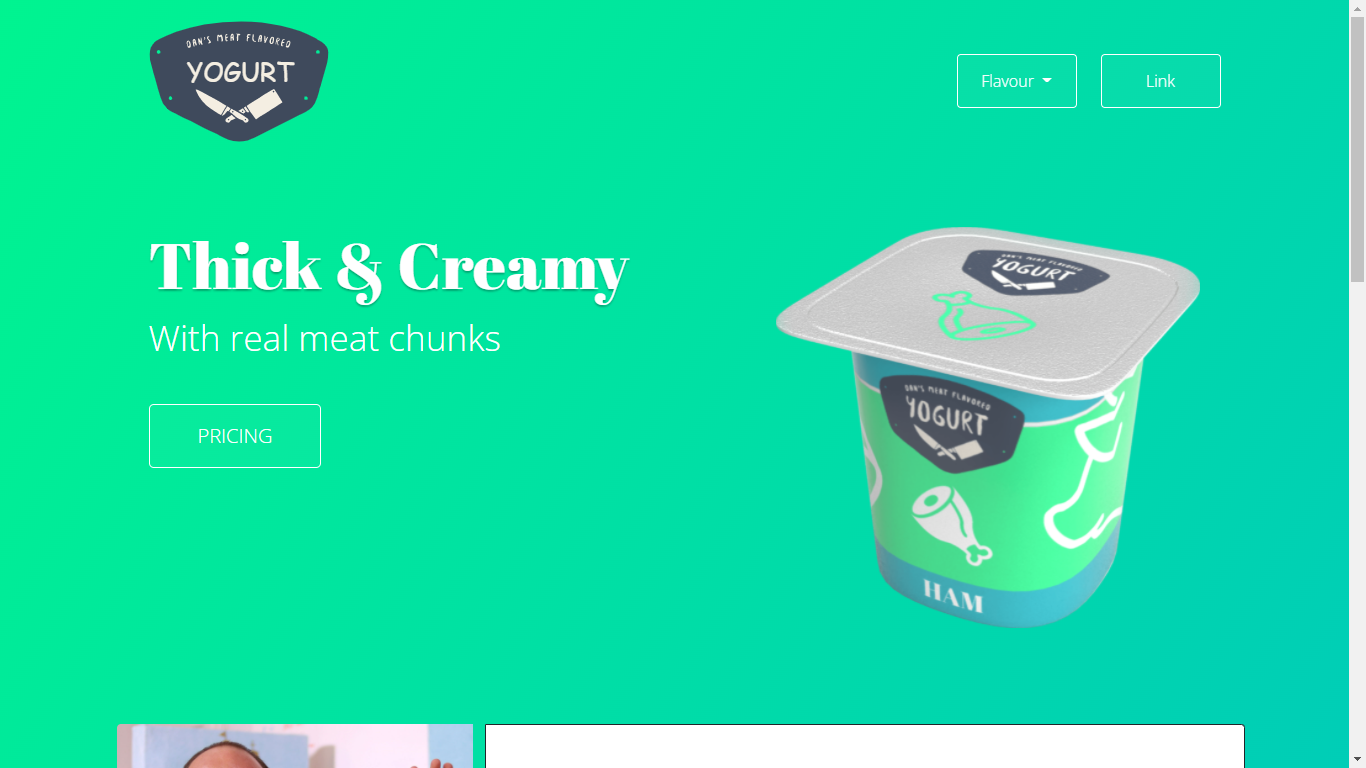 DAN'S MEAT FLAVORED
YOGURT
Flavour
Link
Thick & Creamy
With real meat chunks
PRICING
DAN'S MEAT FLAVORED
YOGURT
DAN'S MEAT FLAVORED
YOGURT
HAM